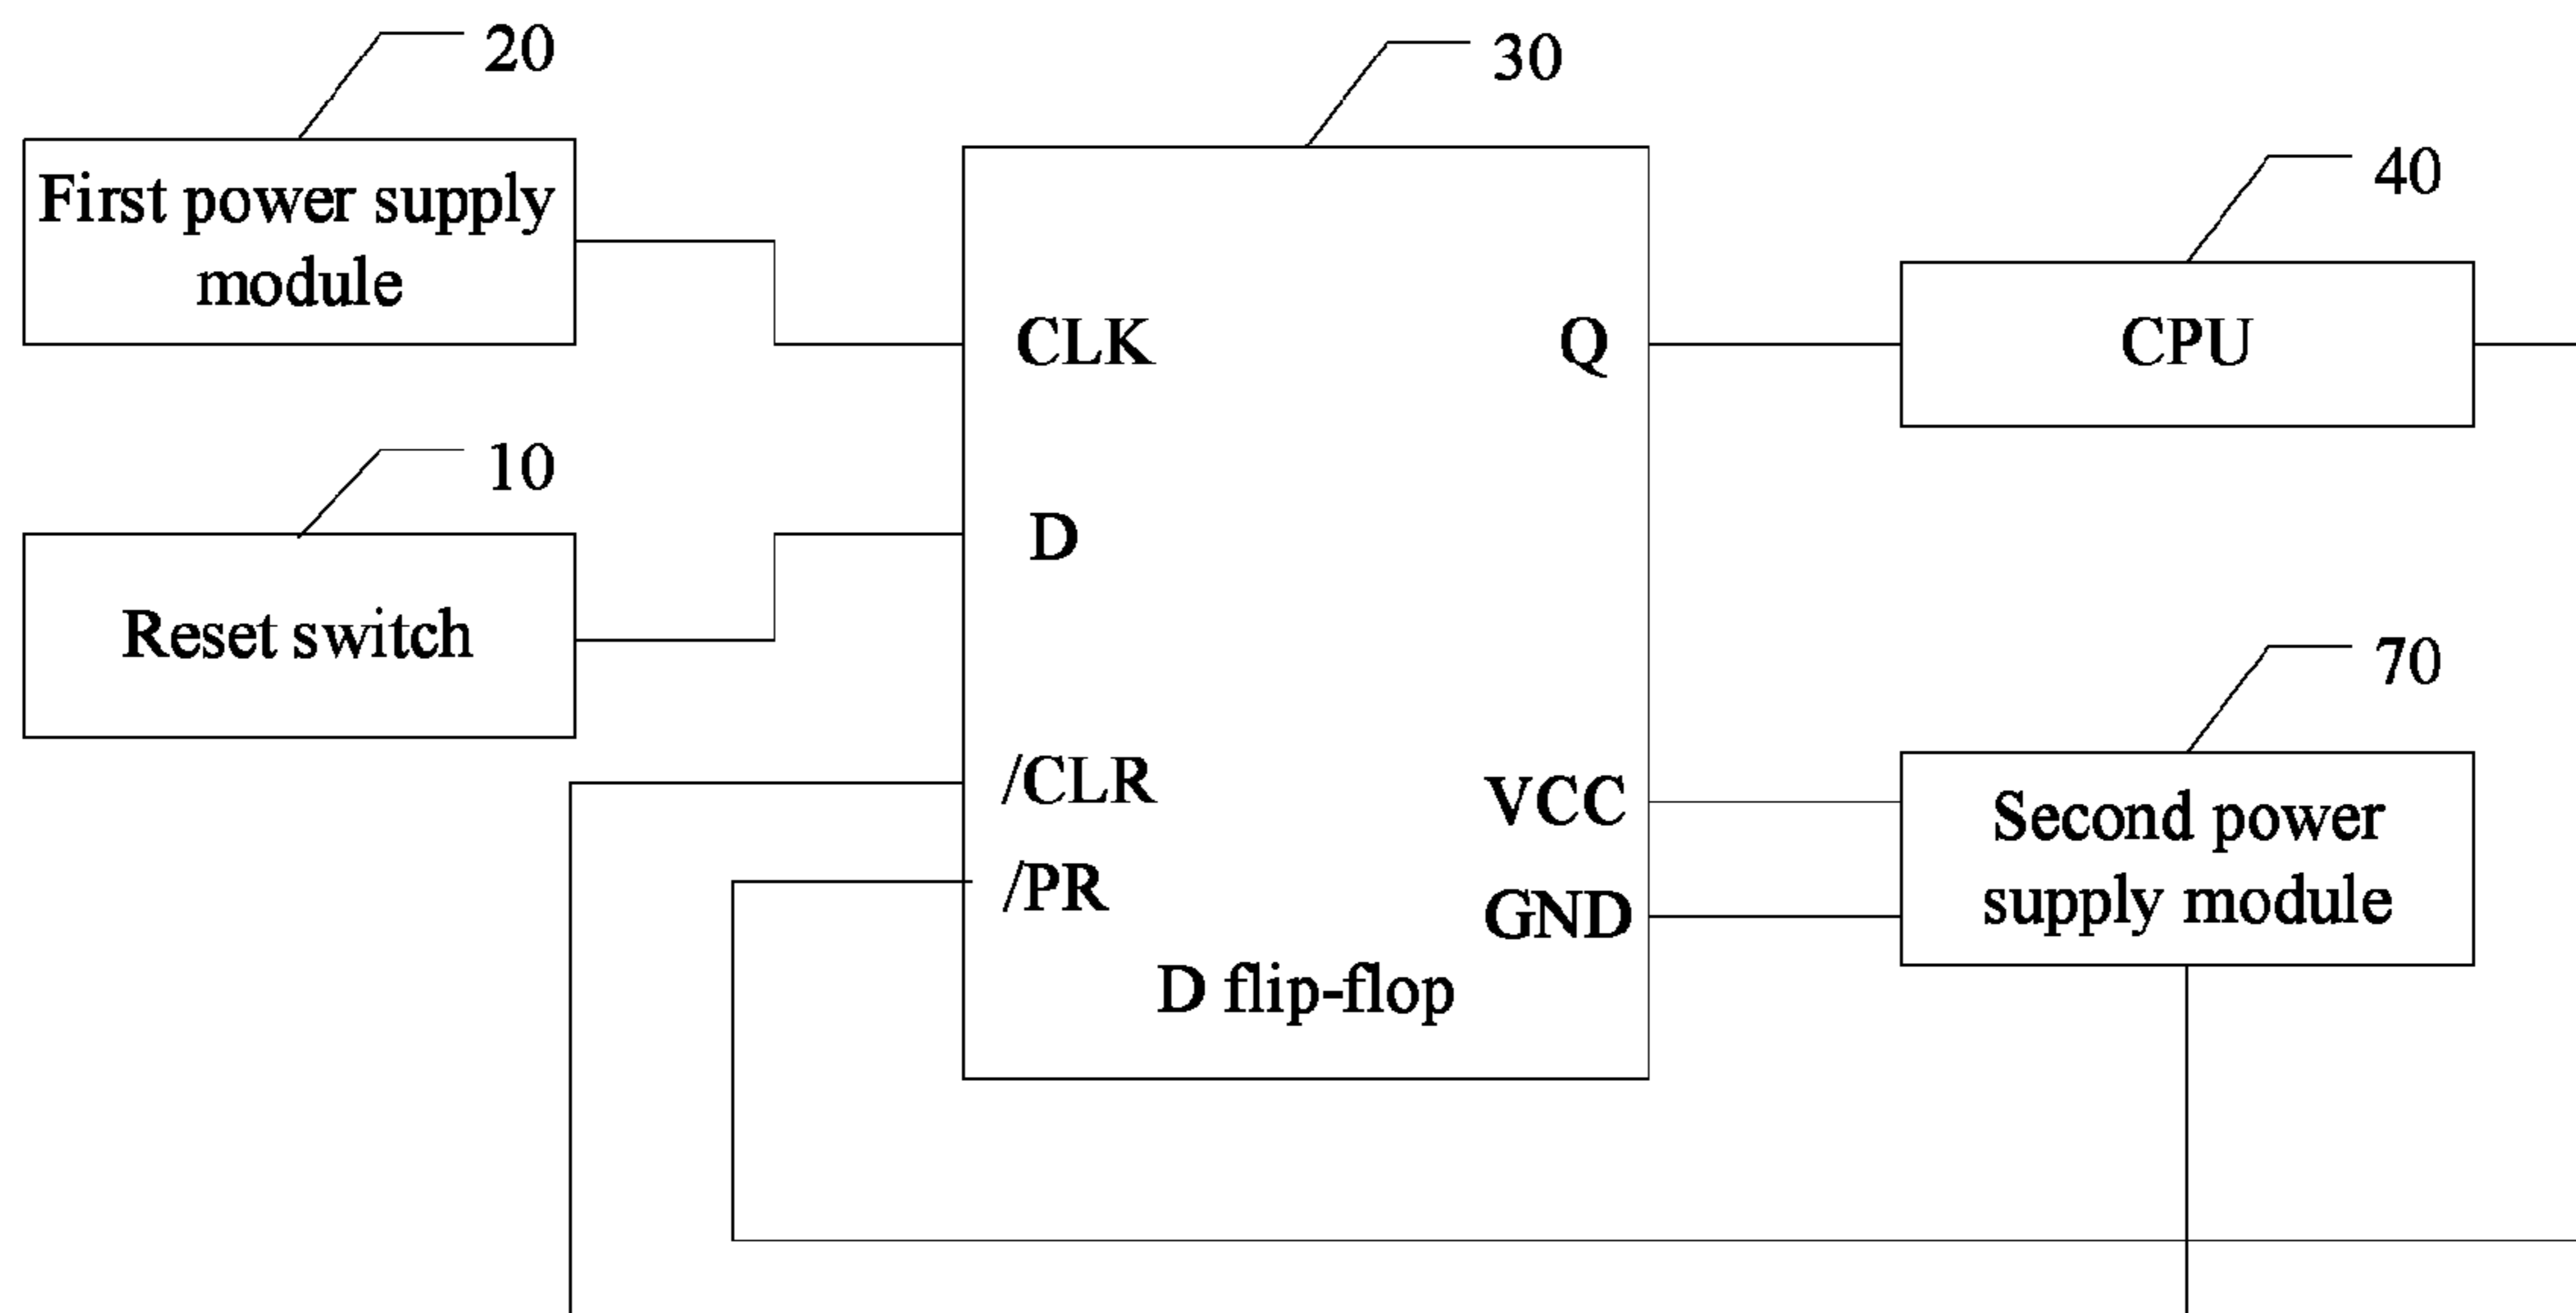 20
First power supply
module
10
Reset switch
30
CLK
Q
D
/CLR
/PR
VCC
GND
D flip-flop
40
CPU
70
Second power
supply module